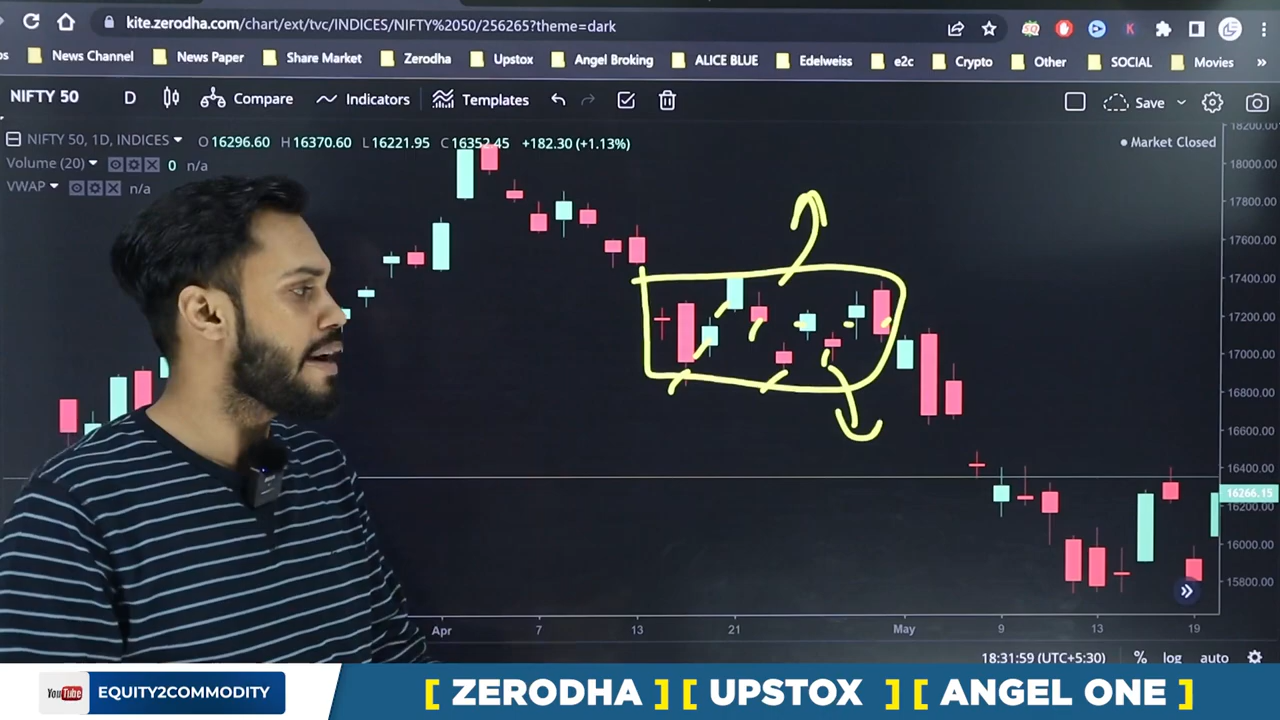 kite.zerodha.com/chart/ext/tvc/INDICES/NIFTY%2050/256265?theme=dark
News Channel News Paper Share Market Zerodha Upstox Angel Broking ALICE BLUE Edelweiss e2c Crypto Other SOCIAL Movies »
NIFTY 50 D Compare Indicators Templates Save
NIFTY 50, 1D, INDICES O16296.60 H16370.60 L16221.95 C16352.45 +182.30 (+1.13%) Market Closed
Volume (20) 0 n/a
VWAP n/a
18200.00
18000.00
17800.00
17600.00
17400.00
17200.00
17000.00
16800.00
16600.00
16400.00
16266.15
16200.00
16000.00
15800.00
Apr 7 13 21 May 9 13 19
18:31:59 (UTC+5:30) % log auto
YouTube EQUITY2COMMODITY
[ ZERODHA ] [ UPSTOX ] [ ANGEL ONE ]